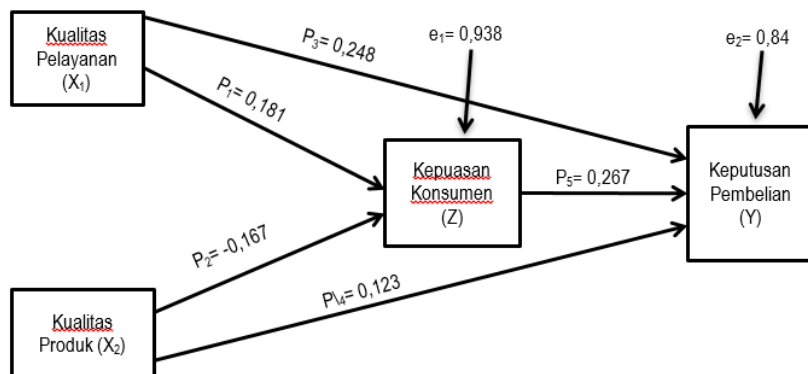 Kualitas
Pelayanan
(X₁)
P₃= 0,248
e₁= 0,938
e₂= 0,84
P₁= 0,181
Kepuasan
Konsumen
(Z)
P₅= 0,267
Keputusan
Pembelian
(Y)
P₂= -0,167
P\₄= 0,123
Kualitas
Produk (X₂)